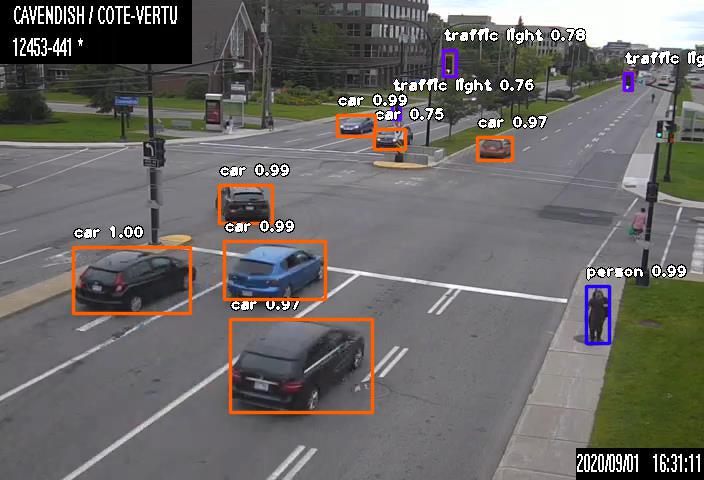 CAVENDISH / COTE-VERTU
12453-441 *
traffic light 0.78
traffic lig
traffic light 0.76
car 0.99
car 0.75
car 0.97
car 0.99
car 0.99
car 1.00
person 0.99
car 0.97
2020/09/01 16:31:11